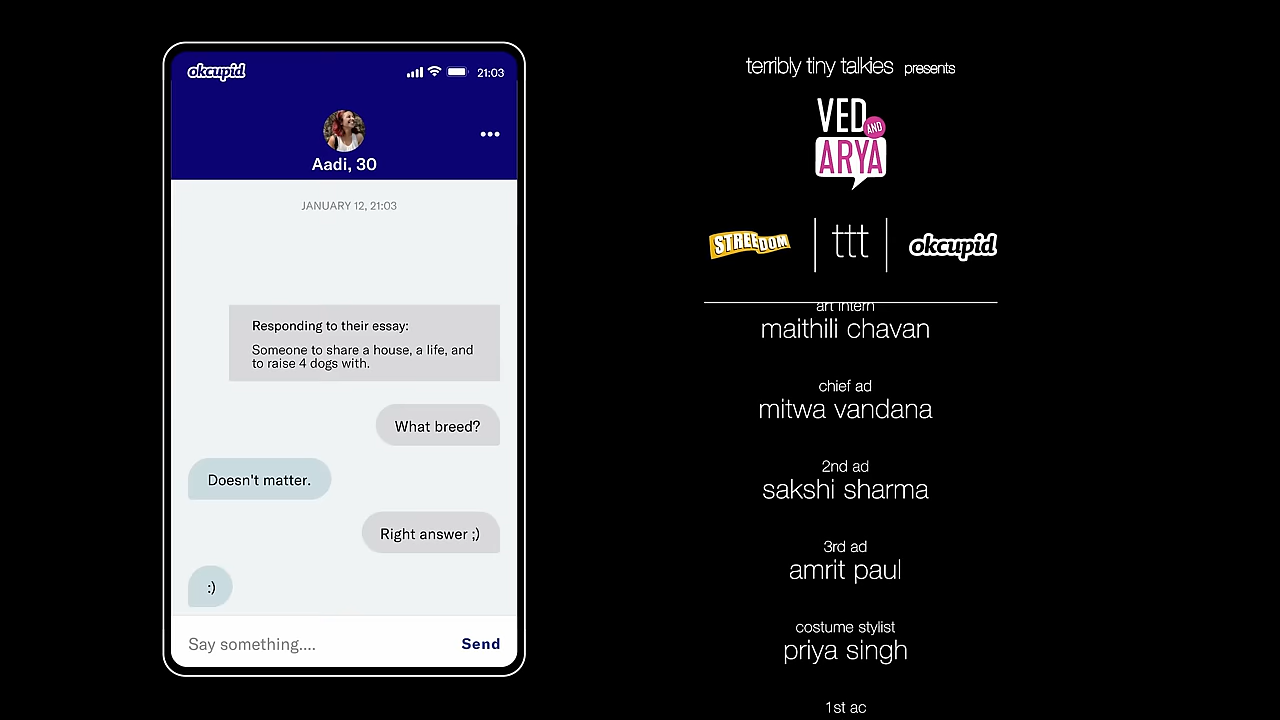 okcupid
21:03
Aadi, 30
JANUARY 12, 21:03
Responding to their essay:
Someone to share a house, a life, and
to raise 4 dogs with.
What breed?
Doesn't matter.
Right answer ;)
:)
Say something....
Send
terribly tiny talkies presents
VED
AND
ARYA
STREEDOM
ttt
okcupid
art intern
maithili chavan
chief ad
mitwa vandana
2nd ad
sakshi sharma
3rd ad
amrit paul
costume stylist
priya singh
1st ac